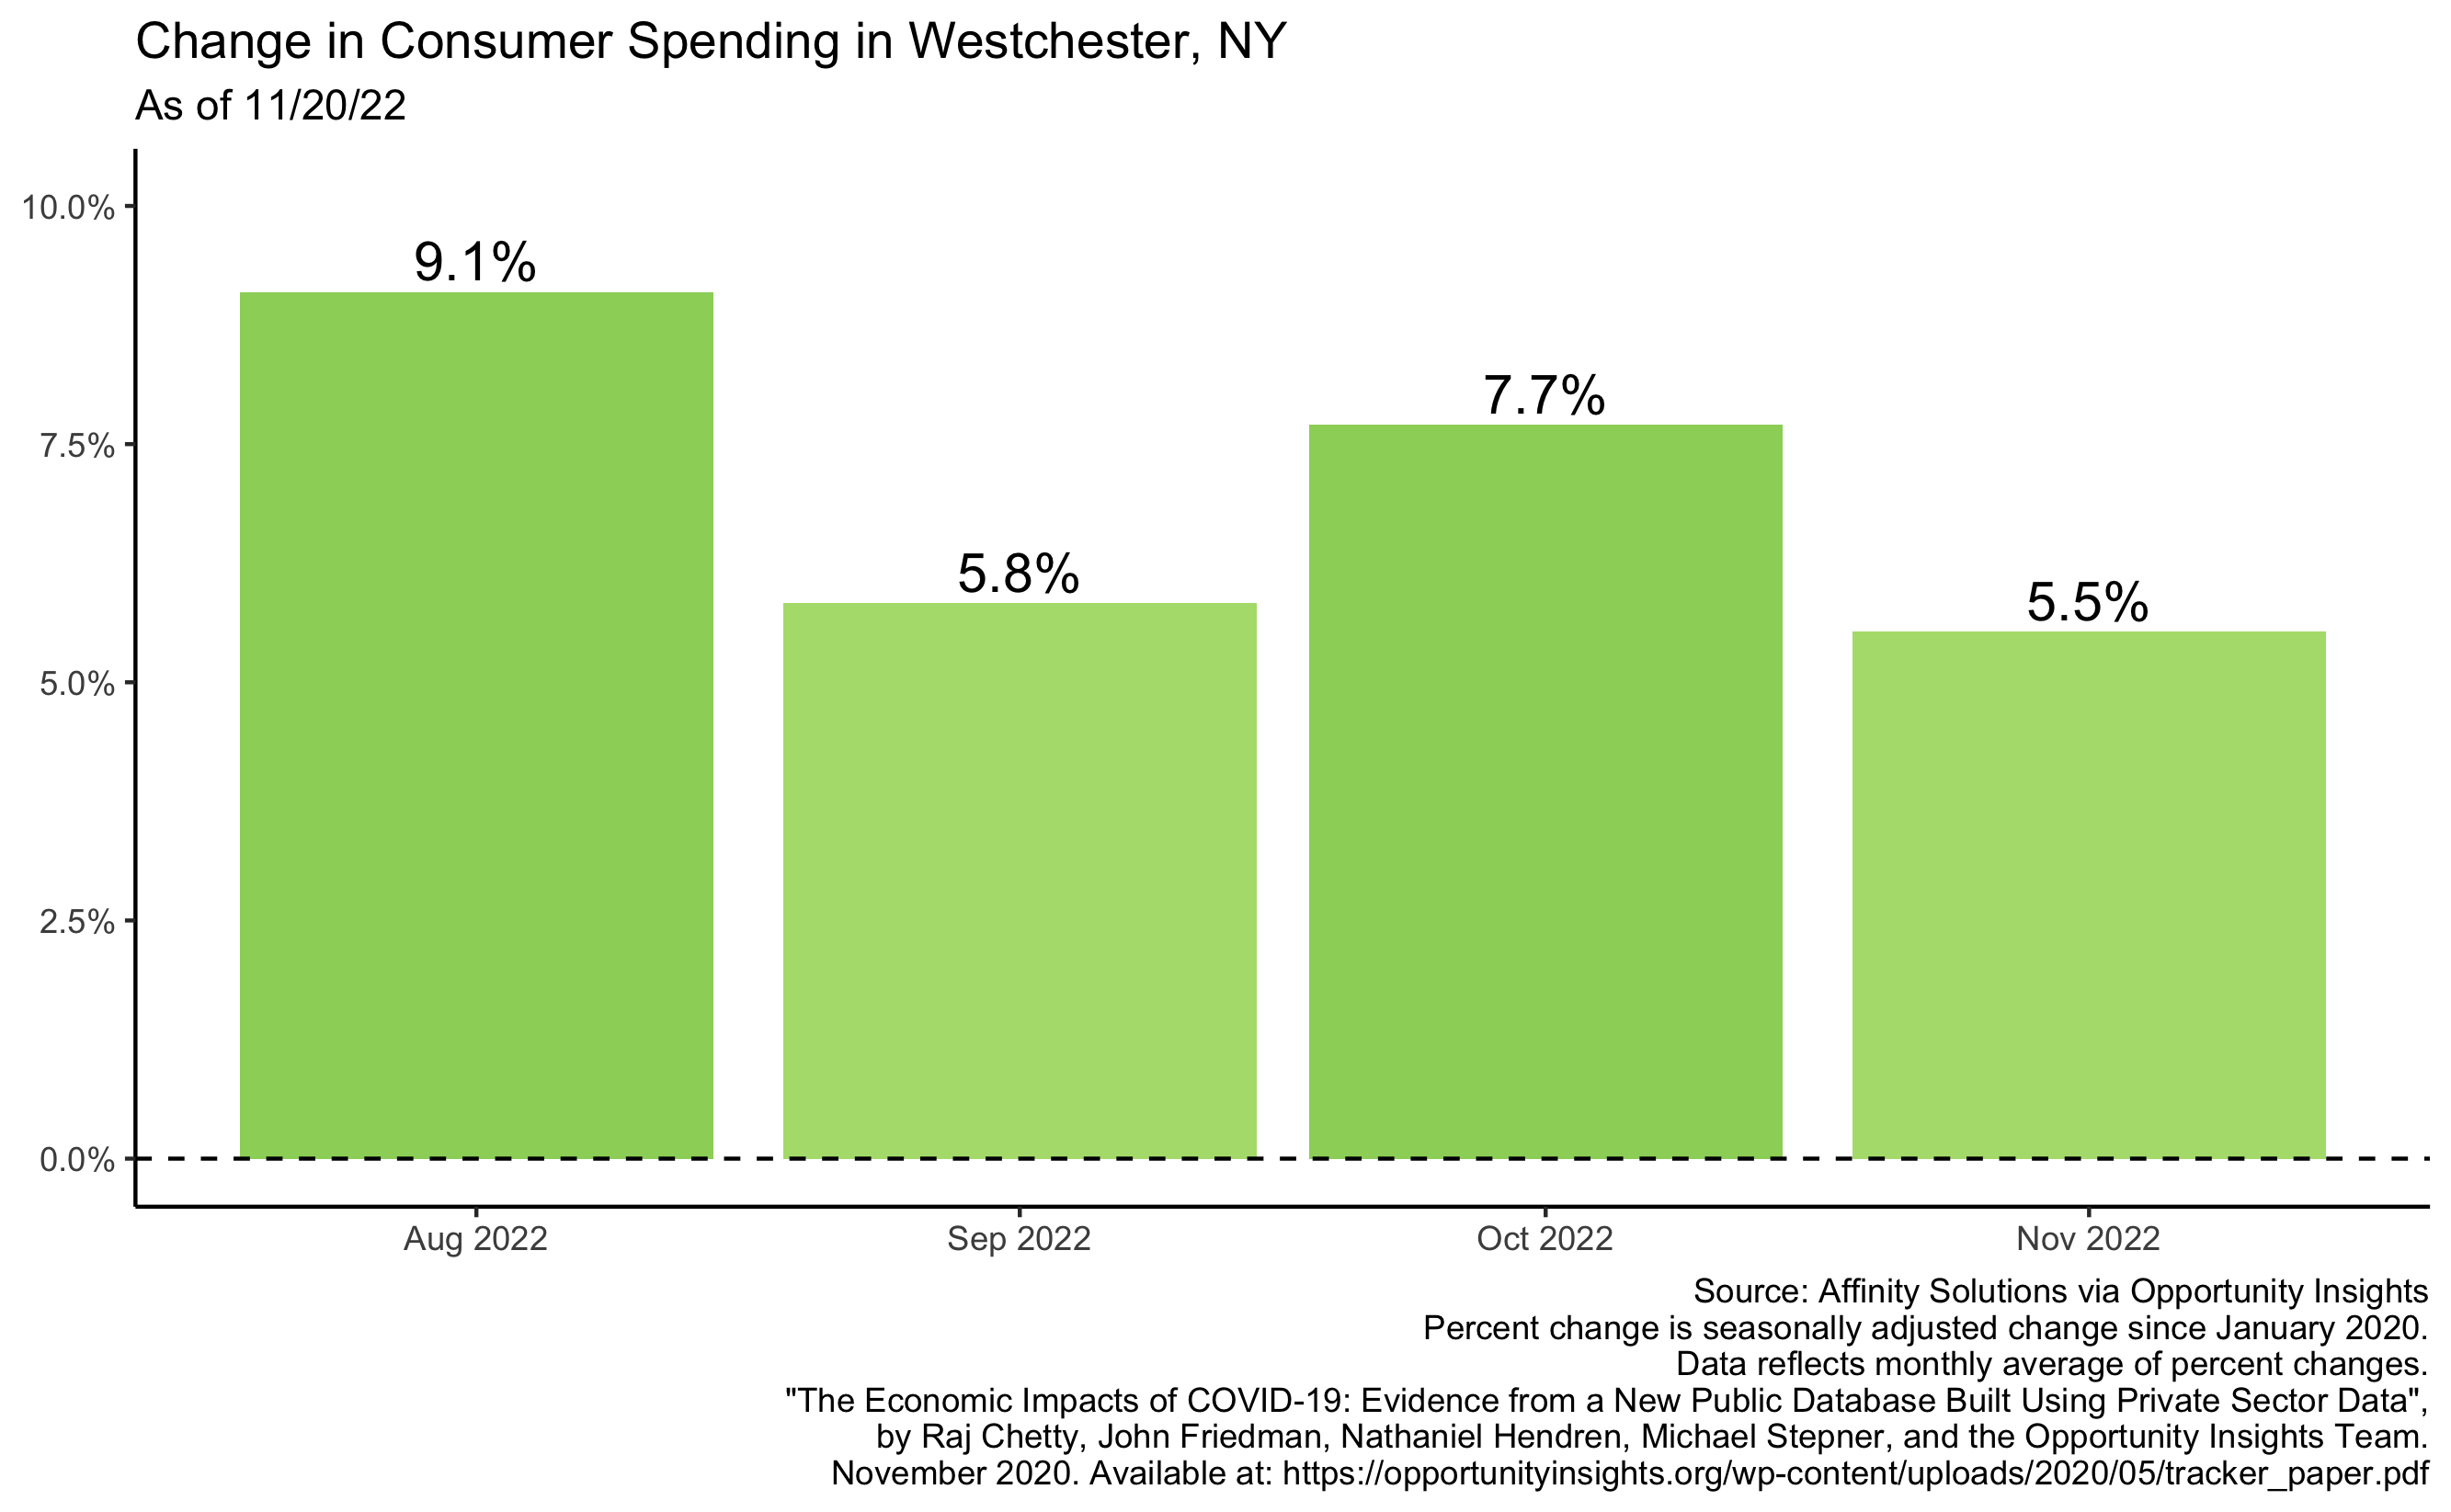 Change in Consumer Spending in Westchester, NY
As of 11/20/22
10.0%
7.5%
5.0%
2.5%
0.0%
9.1%
5.8%
7.7%
5.5%
Aug 2022
Sep 2022
Oct 2022
Nov 2022
Source: Affinity Solutions via Opportunity Insights
Percent change is seasonally adjusted change since January 2020.
Data reflects monthly average of percent changes.
"The Economic Impacts of COVID-19: Evidence from a New Public Database Built Using Private Sector Data",
by Raj Chetty, John Friedman, Nathaniel Hendren, Michael Stepner, and the Opportunity Insights Team.
November 2020. Available at: https://opportunityinsights.org/wp-content/uploads/2020/05/tracker_paper.pdf